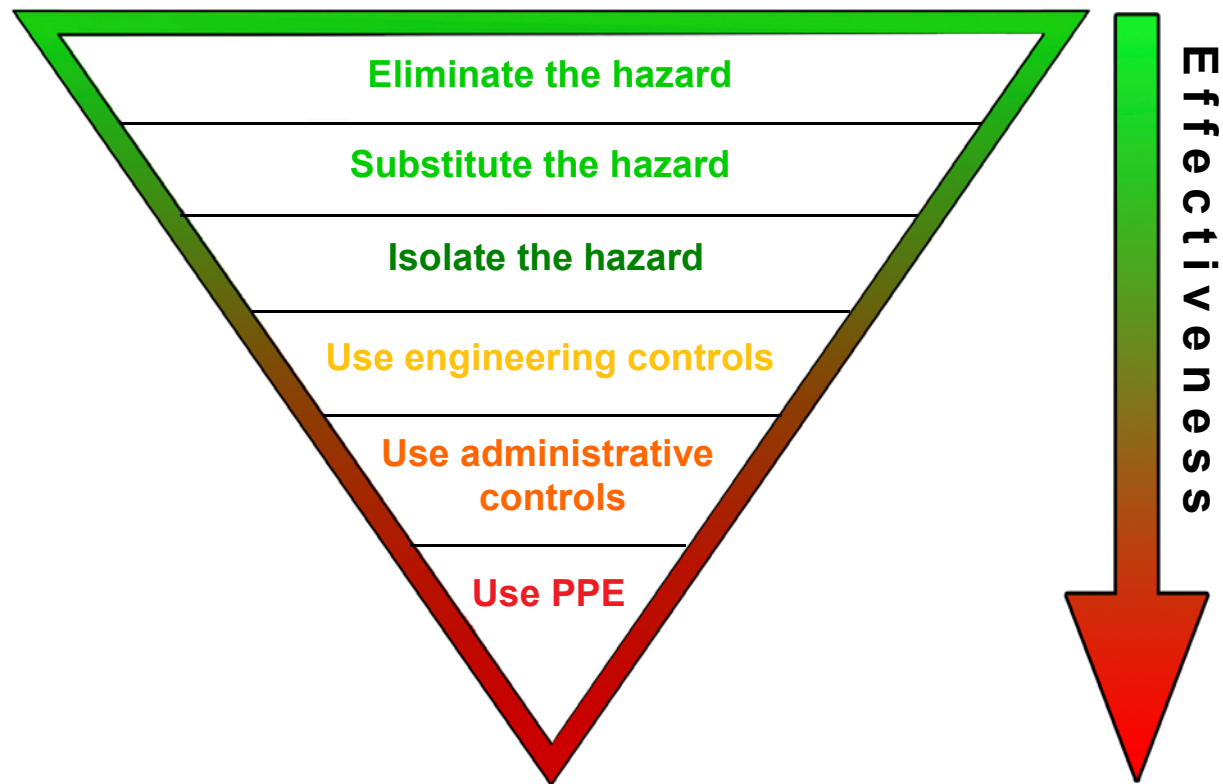 Eliminate the hazard
Substitute the hazard
Isolate the hazard
Use engineering controls
Use administrative
controls
Use PPE
Effectiveness